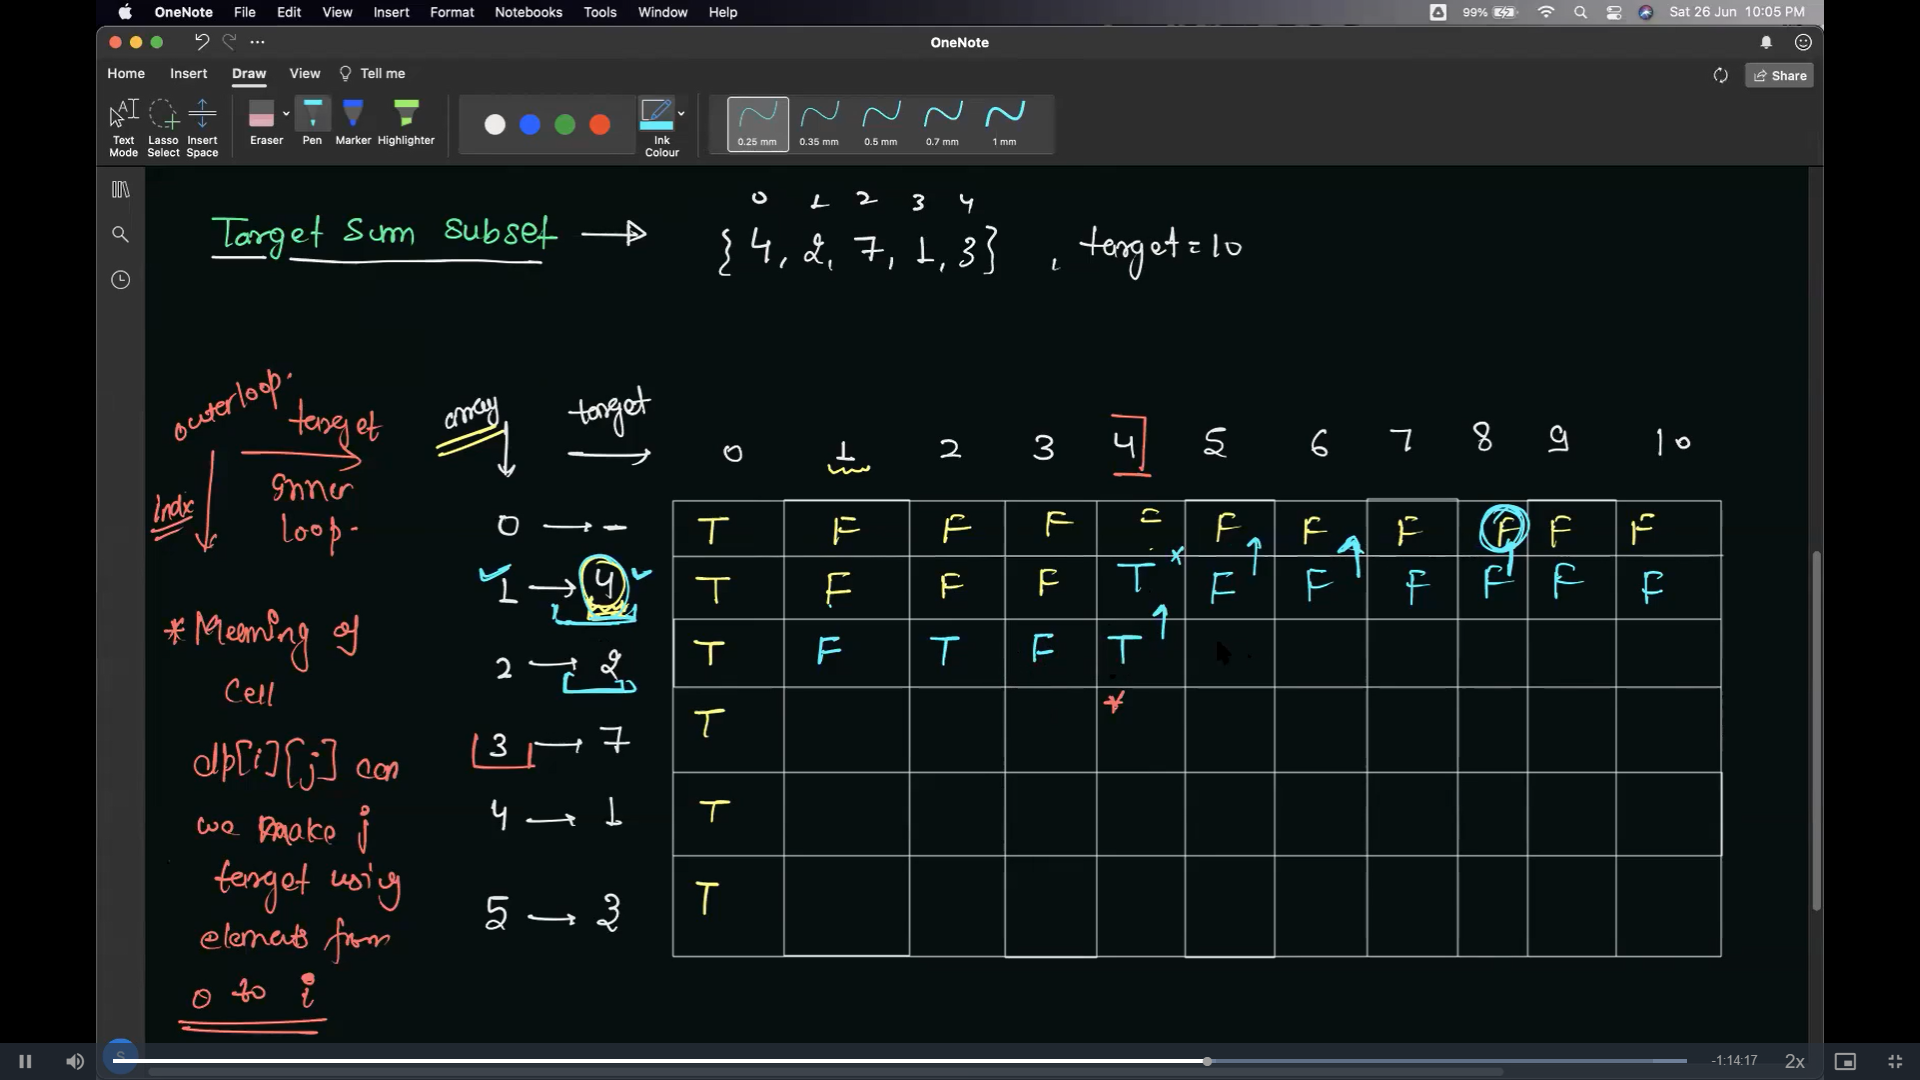 OneNote File Edit View Insert Format Notebooks Tools Window Help 99% Sat 26 Jun 10:05 PM
OneNote
Home Insert Draw View Tell me Share
Text Mode Lasso Select Insert Space Eraser Pen Marker Highlighter Ink Colour 0.25 mm 0.35 mm 0.5 mm 0.7 mm 1 mm
0 1 2 3 4
Target Sum Subset {4, 2, 7, 1, 3} , target=10
outerloop. target
Inner
loop.
Indx
array target 0 1 2 3 4 5 6 7 8 9 10
0 → - T F F F F F F F F F
1 → 4 T F F F T F F F F F F
2 → 2 T F T F T
3 → 7 T
4 → 1 T
5 → 3 T
* Meaning of
Cell
dp[i][j] can
we make j
target using
elements from
0 to i
S -1:14:17 2x